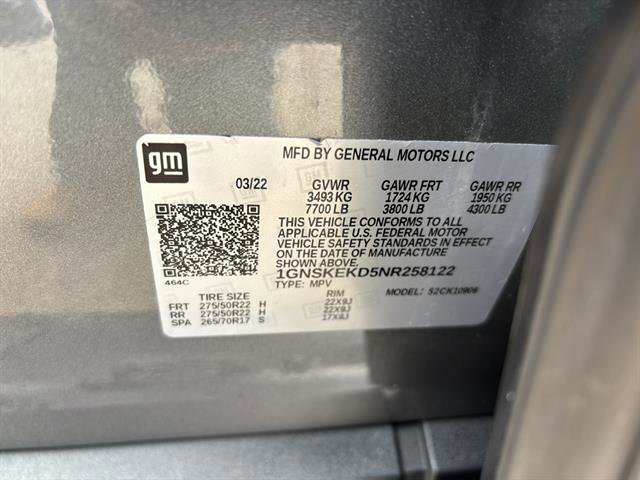 gm
MFD BY GENERAL MOTORS LLC
03/22 GVWR GAWR FRT GAWR RR
3493 KG 1724 KG 1950 KG
7700 LB 3800 LB 4300 LB
THIS VEHICLE CONFORMS TO ALL
APPLICABLE U.S. FEDERAL MOTOR
VEHICLE SAFETY STANDARDS IN EFFECT
ON THE DATE OF MANUFACTURE
SHOWN ABOVE.
1GNSKEKD5NR258122
464C TYPE: MPV MODEL: S2CK10906
TIRE SIZE RIM
FRT 275/50R22 H 22X9J
RR 275/50R22 H 22X9J
SPA 265/70R17 S 17X9J